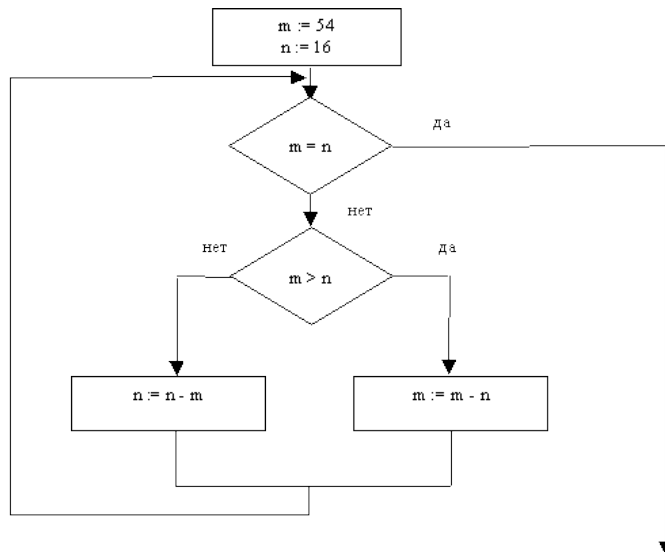 m := 54
n := 16
да
m = n
нет
нет
да
m > n
n := n - m
m := m - n